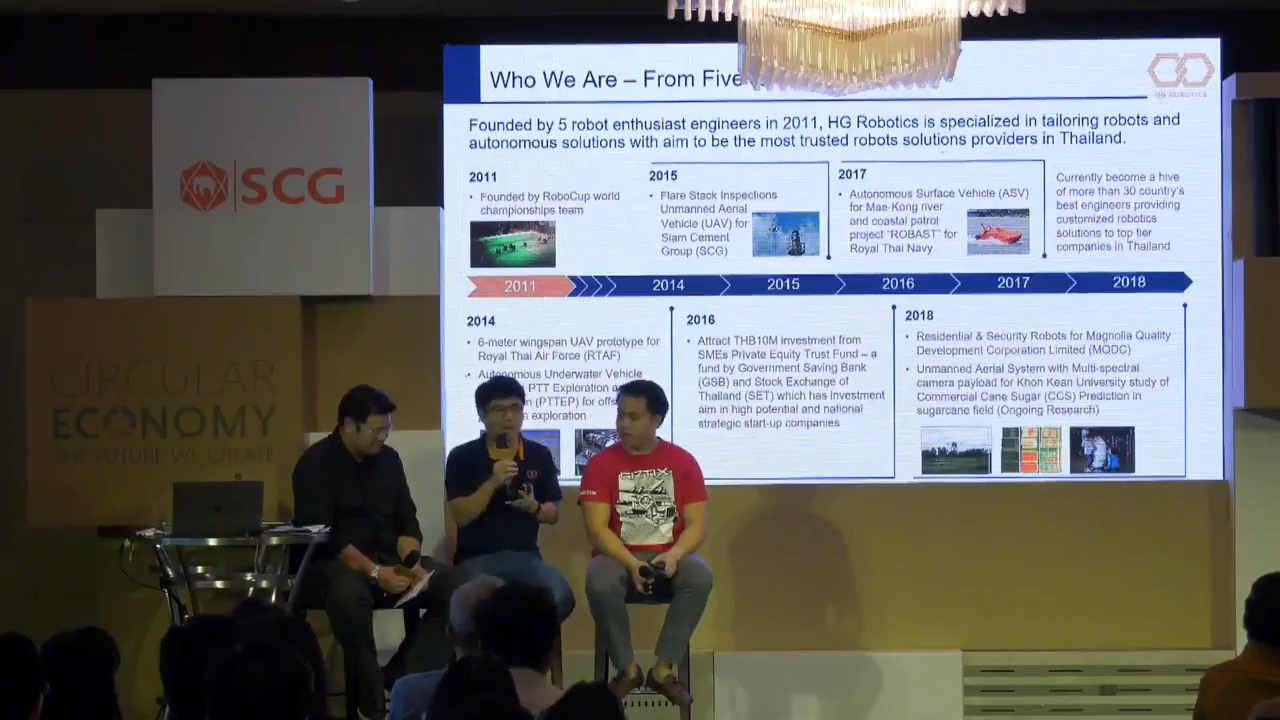 Who We Are – From Five
HG ROBOTICS
Founded by 5 robot enthusiast engineers in 2011, HG Robotics is specialized in tailoring robots and
autonomous solutions with aim to be the most trusted robots solutions providers in Thailand.
2011
• Founded by RoboCup world
championships team
2015
• Flare Stack Inspections
Unmanned Aerial
Vehicle (UAV) for
Siam Cement
Group (SCG)
2017
• Autonomous Surface Vehicle (ASV)
for Mae-Kong river
and coastal patrol
project "ROBAST" for
Royal Thai Navy
Currently become a hive
of more than 30 country's
best engineers providing
customized robotics
solutions to top tier
companies in Thailand
2011 2014 2015 2016 2017 2018
2014
• 6-meter wingspan UAV prototype for
Royal Thai Air Force (RTAF)
• Autonomous Underwater Vehicle
PTT Exploration
(PTTEP) for
exploration
2016
• Attract THB10M investment from
SMEs Private Equity Trust Fund – a
fund by Government Saving Bank
(GSB) and Stock Exchange of
Thailand (SET) which has investment
aim in high potential and national
strategic start-up companies
2018
• Residential & Security Robots for Magnolia Quality
Development Corporation Limited (MQDC)
• Unmanned Aerial System with Multi-spectral
camera payload for Khon Kean University study of
Commercial Cane Sugar (CCS) Prediction in
sugarcane field (Ongoing Research)
SCG
CIRCULAR
ECONOMY
THE FUTURE WE CREATE